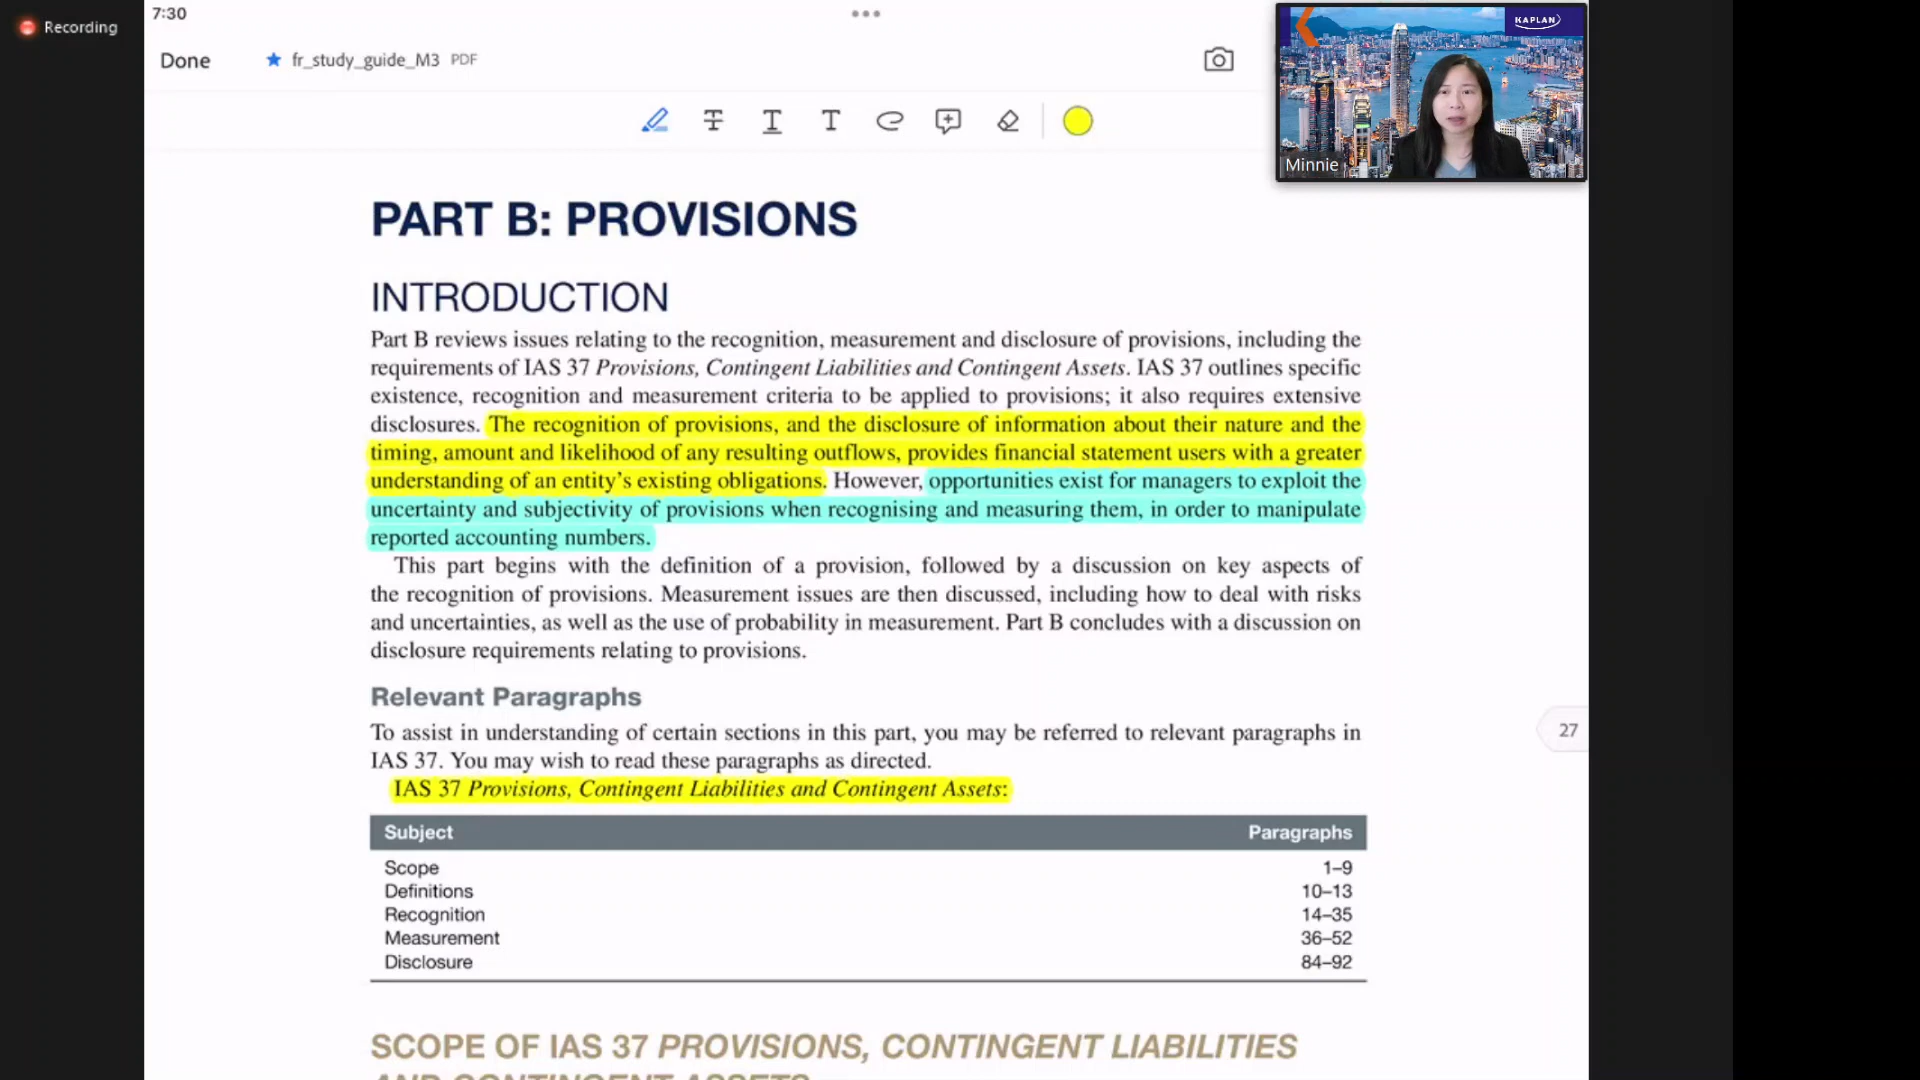 7:30
Recording
Done
fr_study_guide_M3 PDF
KAPLAN
Minnie
PART B: PROVISIONS
INTRODUCTION
Part B reviews issues relating to the recognition, measurement and disclosure of provisions, including the
requirements of IAS 37 Provisions, Contingent Liabilities and Contingent Assets. IAS 37 outlines specific
existence, recognition and measurement criteria to be applied to provisions; it also requires extensive
disclosures. The recognition of provisions, and the disclosure of information about their nature and the
timing, amount and likelihood of any resulting outflows, provides financial statement users with a greater
understanding of an entity's existing obligations. However, opportunities exist for managers to exploit the
uncertainty and subjectivity of provisions when recognising and measuring them, in order to manipulate
reported accounting numbers.
This part begins with the definition of a provision, followed by a discussion on key aspects of
the recognition of provisions. Measurement issues are then discussed, including how to deal with risks
and uncertainties, as well as the use of probability in measurement. Part B concludes with a discussion on
disclosure requirements relating to provisions.
Relevant Paragraphs
To assist in understanding of certain sections in this part, you may be referred to relevant paragraphs in
IAS 37. You may wish to read these paragraphs as directed.
27
IAS 37 Provisions, Contingent Liabilities and Contingent Assets:
Subject Paragraphs
Scope 1–9
Definitions 10–13
Recognition 14–35
Measurement 36–52
Disclosure 84–92
SCOPE OF IAS 37 PROVISIONS, CONTINGENT LIABILITIES
AND CONTINGENT ASSETS